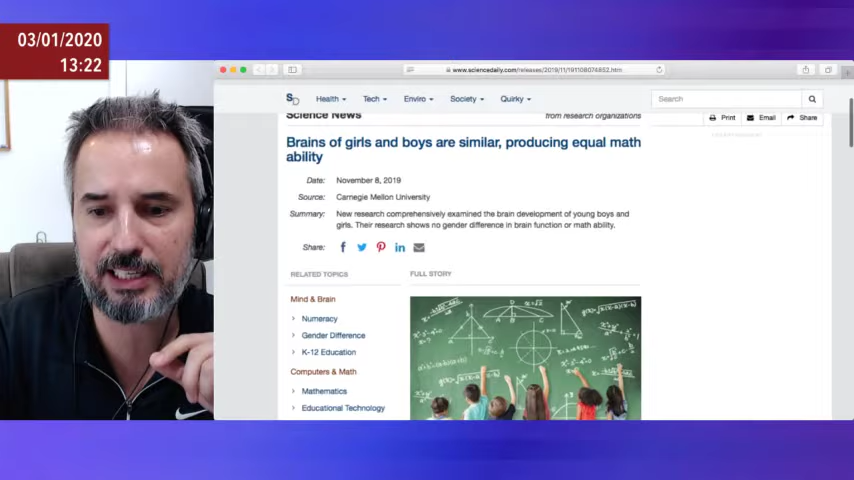 03/01/2020
13:22
www.sciencedaily.com/releases/2019/11/191108074852.htm
SD
Health
Tech
Enviro
Society
Quirky
Search
Science News
from research organizations
Print
Email
Share
Brains of girls and boys are similar, producing equal math
ability
Date: November 8, 2019
Source: Carnegie Mellon University
Summary: New research comprehensively examined the brain development of young boys and
girls. Their research shows no gender difference in brain function or math ability.
Share:
RELATED TOPICS
FULL STORY
Mind & Brain
Numeracy
Gender Difference
K-12 Education
Computers & Math
Mathematics
Educational Technology